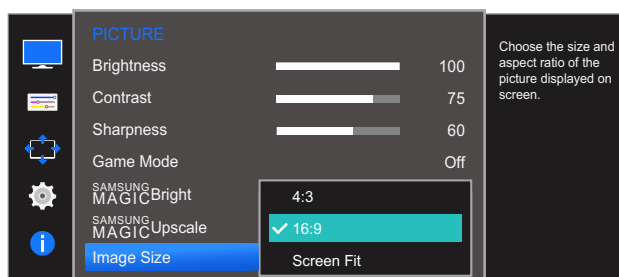 PICTURE
Brightness 100
Contrast 75
Sharpness 60
Game Mode Off
SAMSUNG
MAGICBright
SAMSUNG
MAGICUpscale
Image Size
4:3
16:9
Screen Fit
Choose the size and
aspect ratio of the
picture displayed on
screen.
i